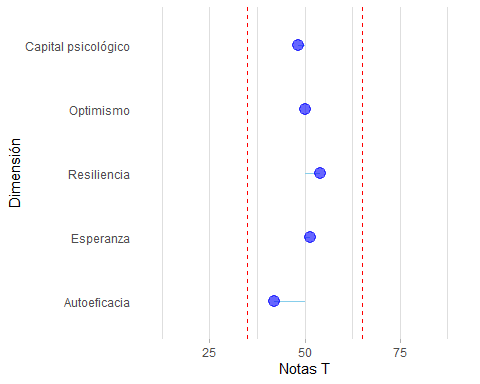 Capital psicológico
Optimismo
Resiliencia
Esperanza
Autoeficacia
Dimensión
25 50 75
Notas T